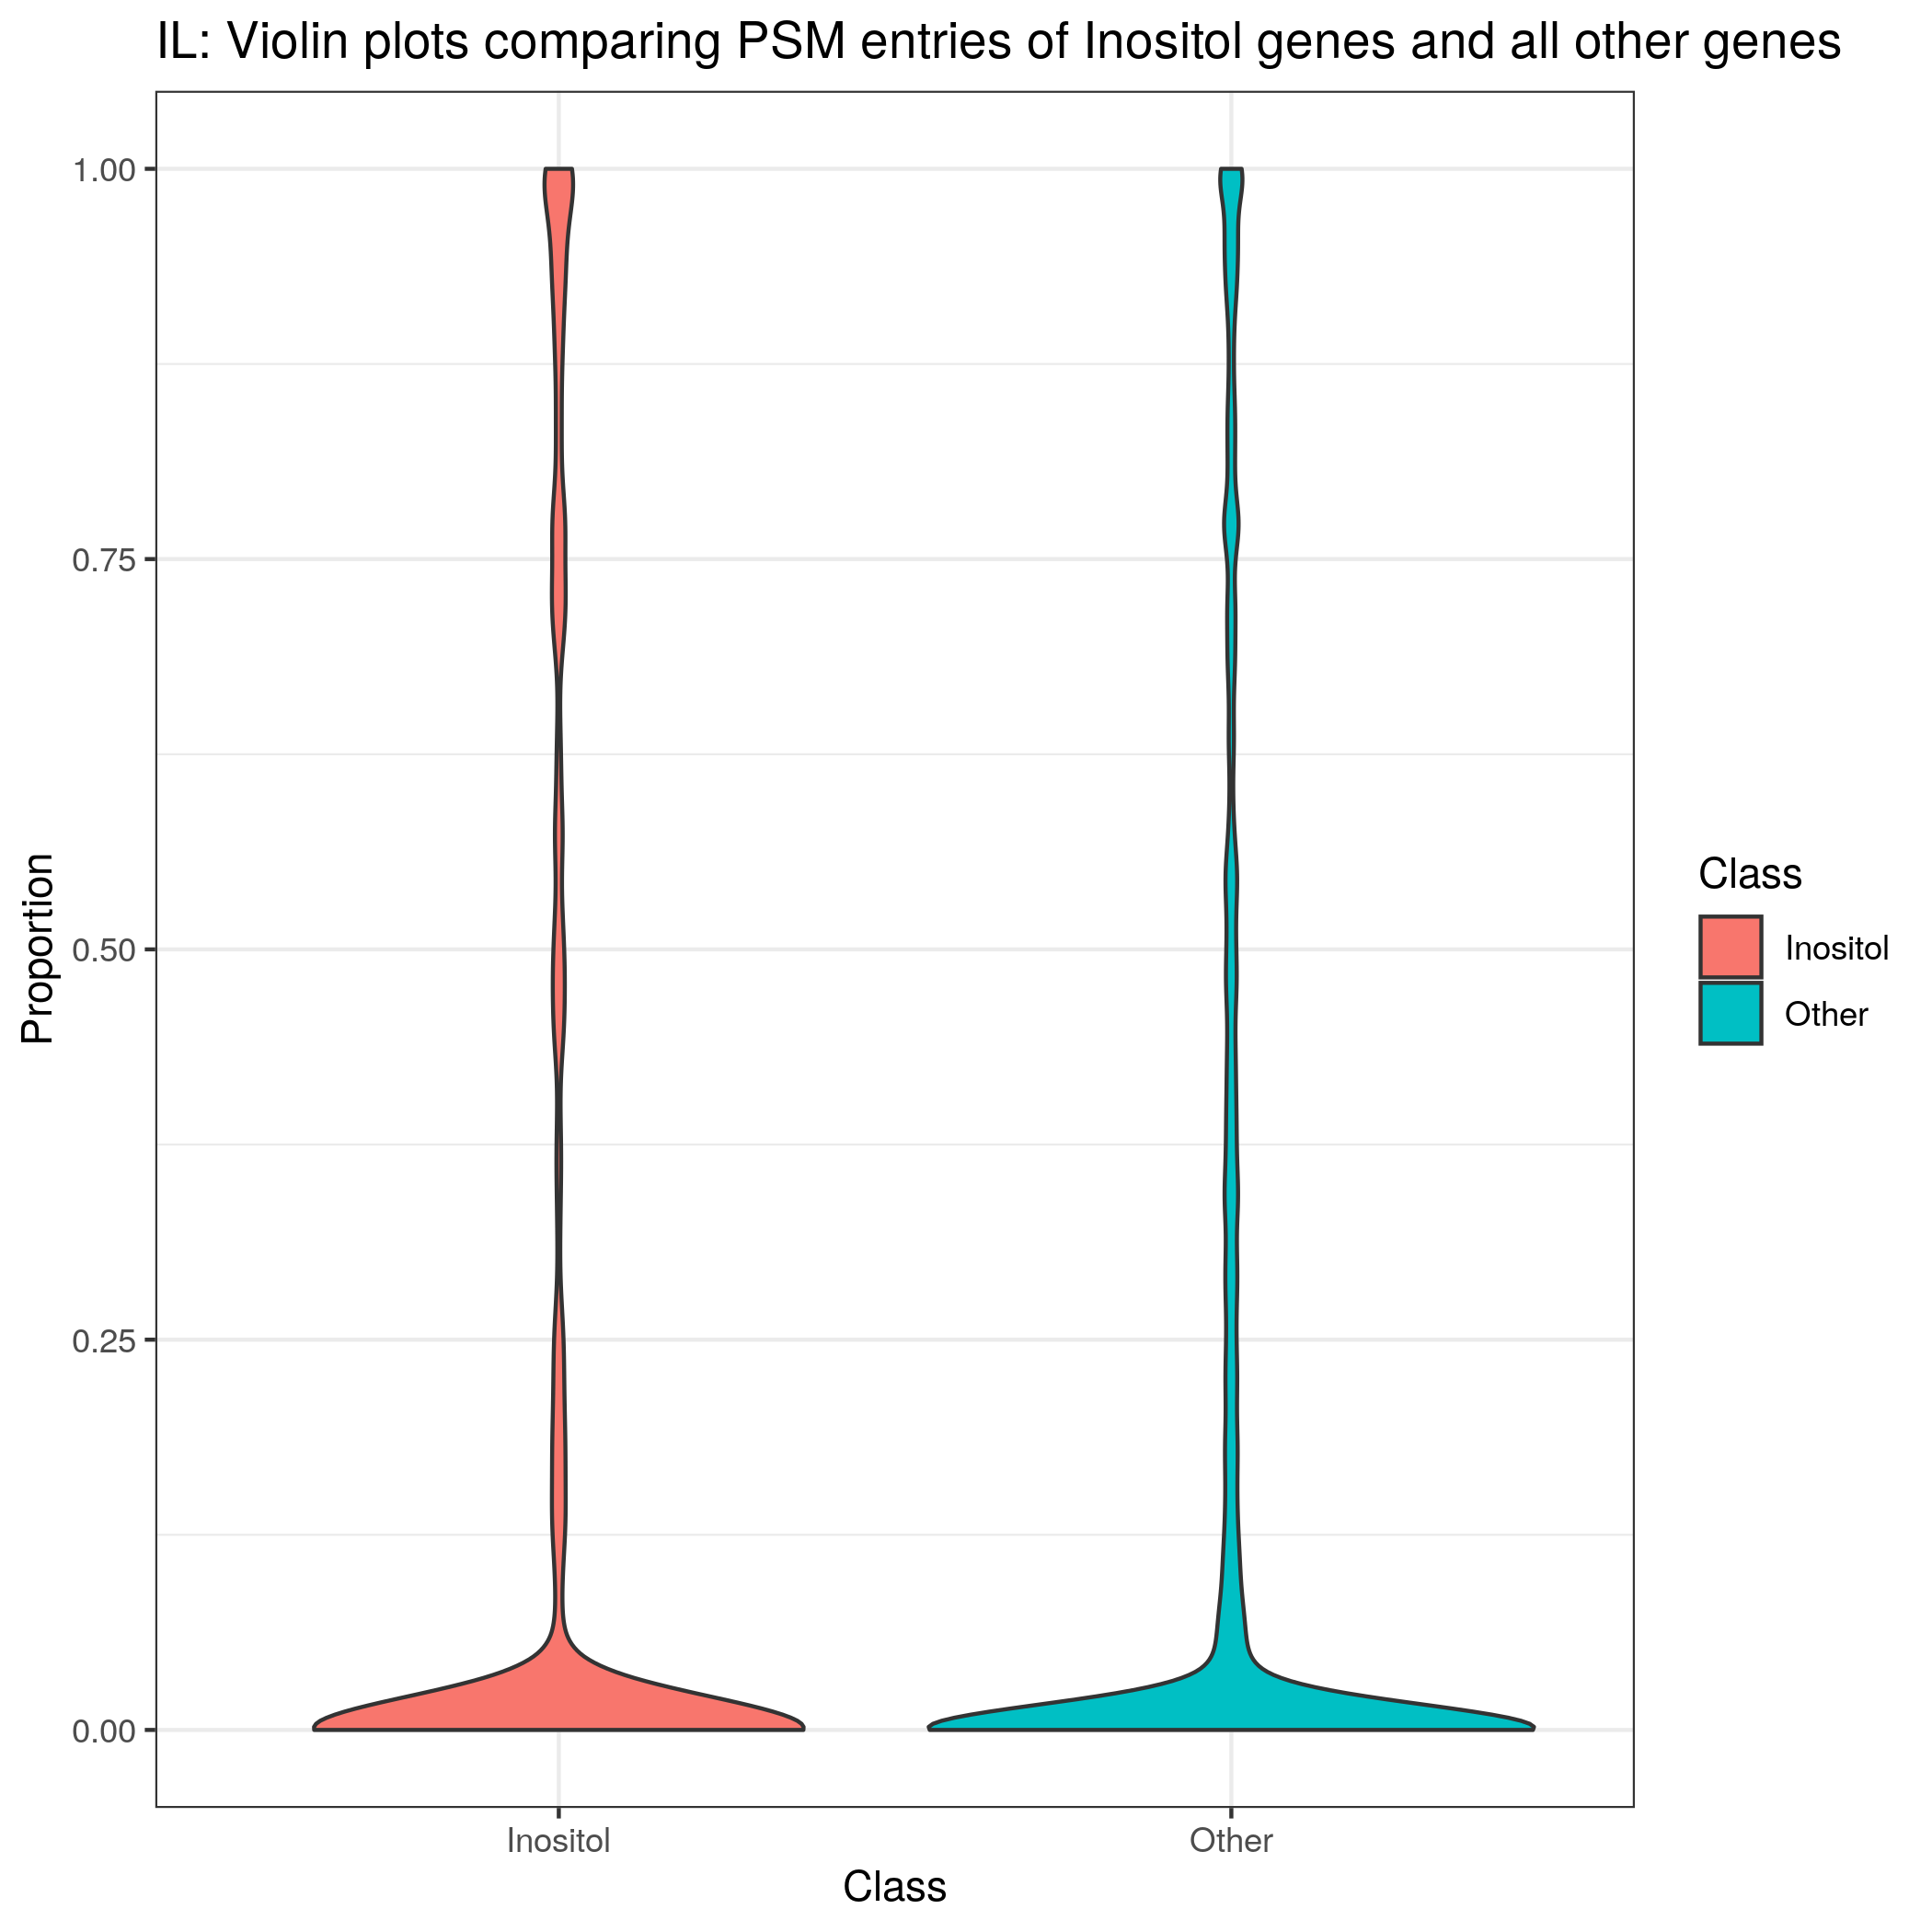 IL: Violin plots comparing PSM entries of Inositol genes and all other genes
1.00
0.75
0.50
0.25
0.00
Proportion
Inositol
Other
Class
Class
Inositol
Other